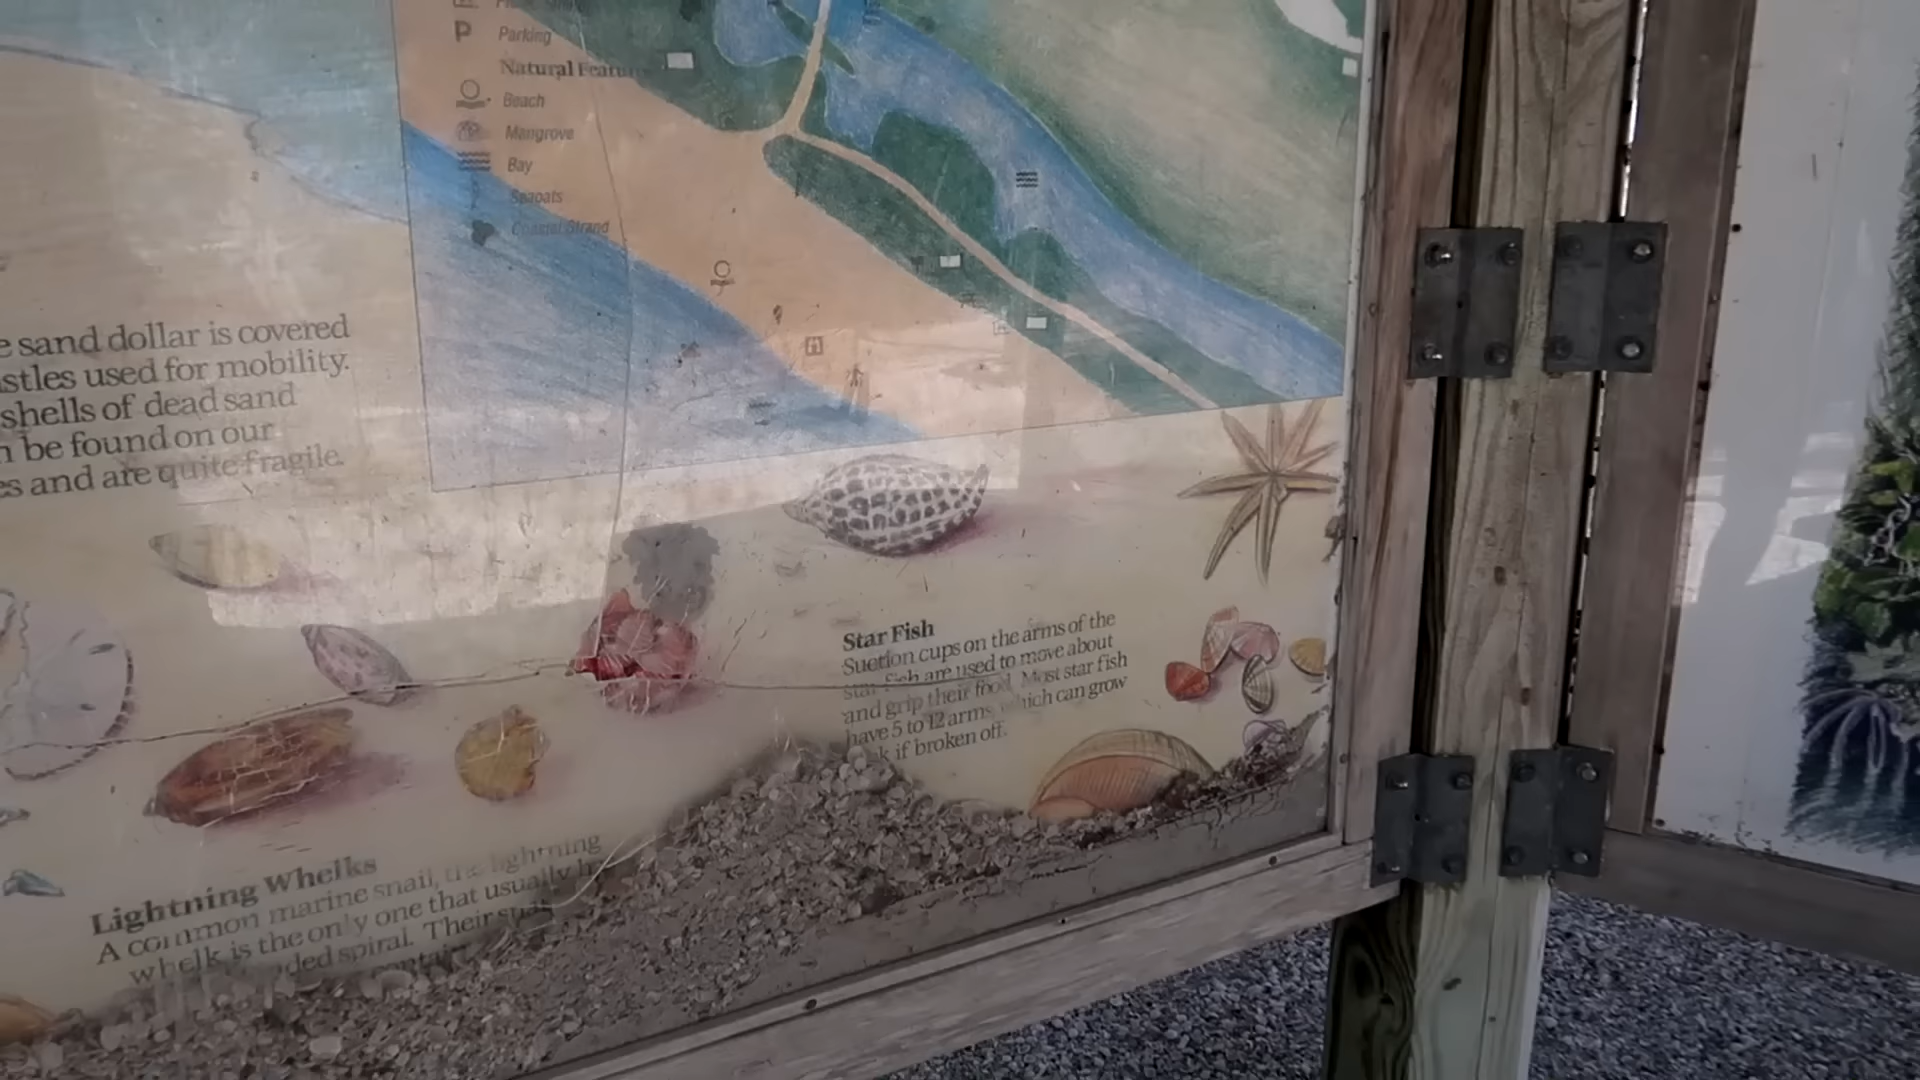 P Parking
Natural Features
Beach
Mangrove
Bay
Seaoats
Coastal Strand
sand dollar is covered
used for mobility.
shells of dead sand
be found on our
and are quite fragile.
Star Fish
Suction cups on the arms of the
star fish are used to move about
and grip their food. Most star fish
have 5 to 12 arms, which can grow
if broken off.
Lightning Whelks
A common marine snail, the lightning
whelk is the only one that usually
spiral. Their